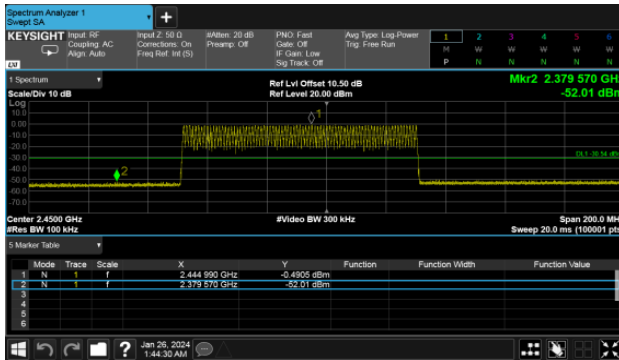 Spectrum Analyzer 1
Swept SA
+
KEYSIGHT Input: RF Input Z: 50 Ω #Atten: 20 dB PNO: Fast Avg Type: Log-Power 1 2 3 4 5 6
Coupling: AC Corrections: On Preamp: Off Gate: Off Trig: Free Run M W W W W W
Align: Auto Freq Ref: Int (S) IF Gain: Low
Sig Track: Off P N N N N N
LXI
1 Spectrum
Ref Lvl Offset 10.50 dB Mkr2 2.379 570 GH
Scale/Div 10 dB Ref Level 20.00 dBm -52.01 dBn
Log
10.0
0.00
-10.0
-20.0
-30.0
-40.0
-50.0
-60.0
-70.0
1
2
DL1 -30.54 dB
Center 2.4500 GHz #Video BW 300 kHz Span 200.0 MH
#Res BW 100 kHz Sweep 20.0 ms (100001 pts
5 Marker Table
Mode Trace Scale X Y Function Function Width Function Value
1 N 1 f 2.444 990 GHz -0.4905 dBm
2 N 1 f 2.379 570 GHz -52.01 dBm
3
4
5
6
? Jan 26, 2024
1:44:30 AM